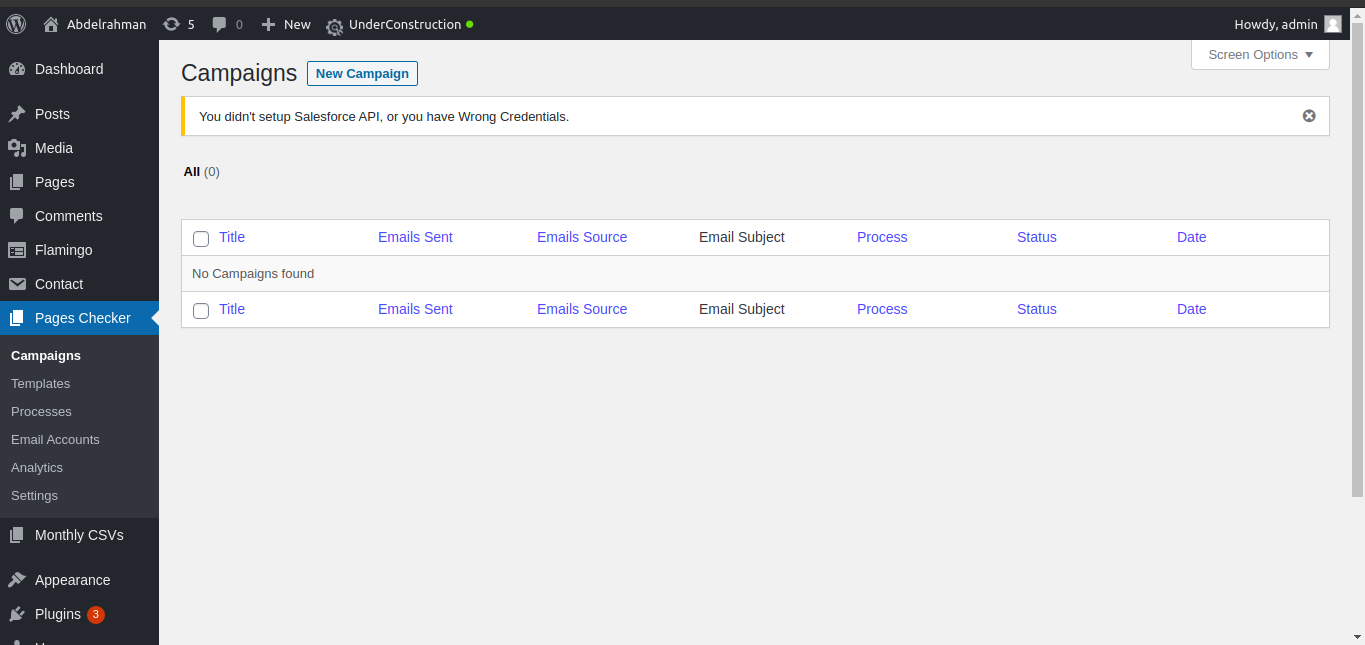 Abdelrahman 5 0 New UnderConstruction Howdy, admin
Screen Options
Dashboard
Posts
Media
Pages
Comments
Flamingo
Contact
Pages Checker
Campaigns
Templates
Processes
Email Accounts
Analytics
Settings
Monthly CSVs
Appearance
Plugins 3
Campaigns New Campaign
You didn't setup Salesforce API, or you have Wrong Credentials.
All (0)
Title Emails Sent Emails Source Email Subject Process Status Date
No Campaigns found
Title Emails Sent Emails Source Email Subject Process Status Date